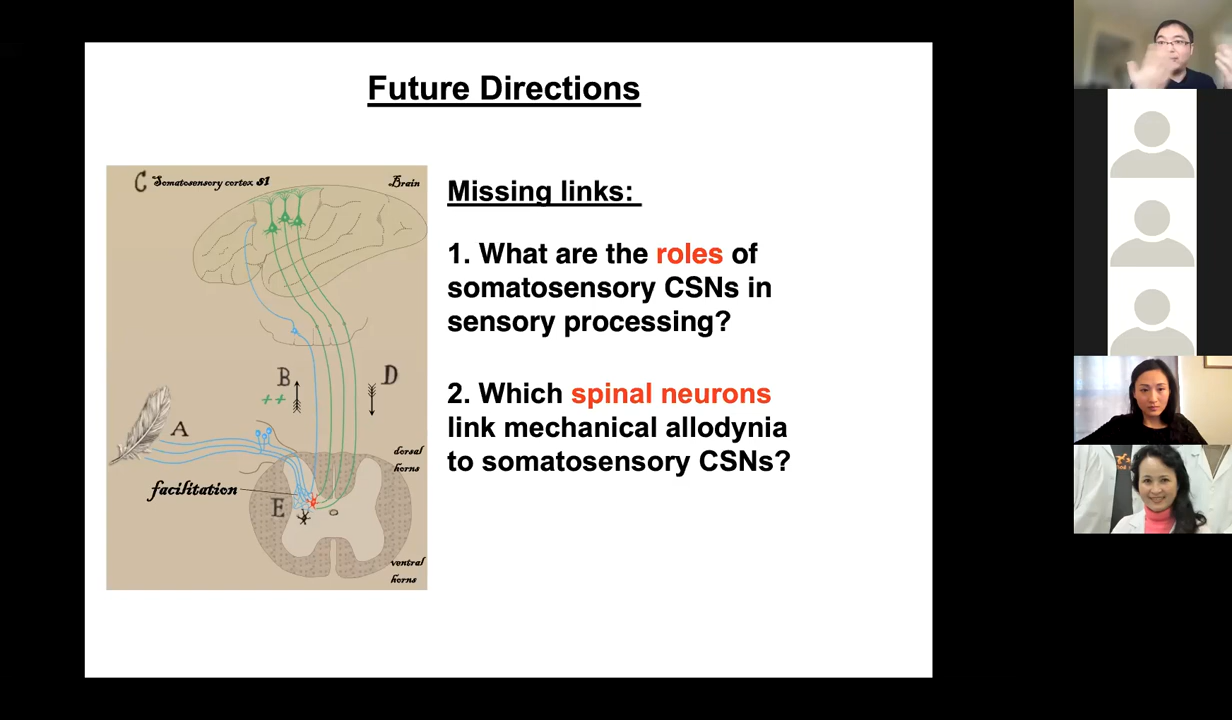 Future Directions
C Somatosensory cortex S1
Brain
Missing links:
1. What are the roles of
somatosensory CSNs in
sensory processing?
2. Which spinal neurons
link mechanical allodynia
to somatosensory CSNs?
B
D
++
A
dorsal
horns
facilitation
E
ventral
horns